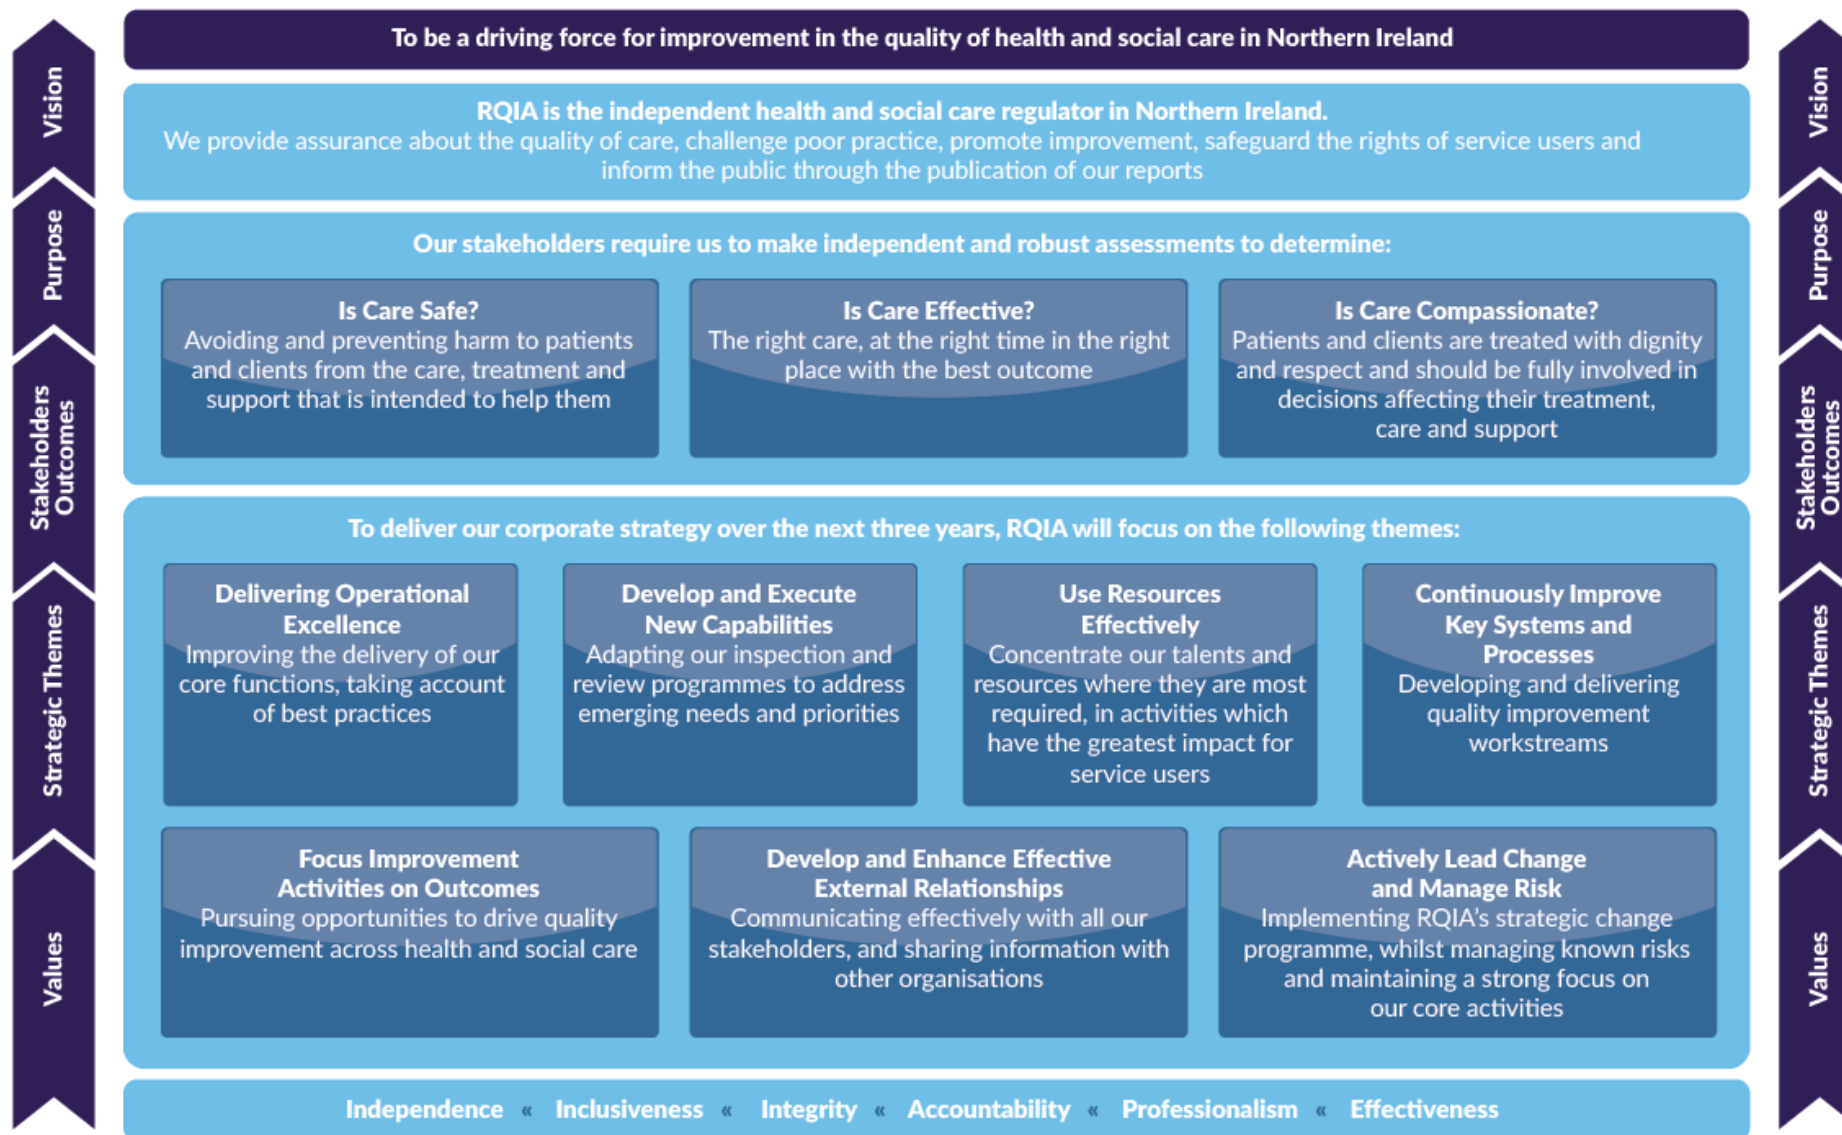 To be a driving force for improvement in the quality of health and social care in Northern Ireland
RQIA is the independent health and social care regulator in Northern Ireland.
We provide assurance about the quality of care, challenge poor practice, promote improvement, safeguard the rights of service users and
inform the public through the publication of our reports
Our stakeholders require us to make independent and robust assessments to determine:
Is Care Safe?
Avoiding and preventing harm to patients
and clients from the care, treatment and
support that is intended to help them
Is Care Effective?
The right care, at the right time in the right
place with the best outcome
Is Care Compassionate?
Patients and clients are treated with dignity
and respect and should be fully involved in
decisions affecting their treatment,
care and support
To deliver our corporate strategy over the next three years, RQIA will focus on the following themes:
Delivering Operational
Excellence
Improving the delivery of our
core functions, taking account
of best practices
Develop and Execute
New Capabilities
Adapting our inspection and
review programmes to address
emerging needs and priorities
Use Resources
Effectively
Concentrate our talents and
resources where they are most
required, in activities which
have the greatest impact for
service users
Continuously Improve
Key Systems and
Processes
Developing and delivering
quality improvement
workstreams
Focus Improvement
Activities on Outcomes
Pursuing opportunities to drive quality
improvement across health and social care
Develop and Enhance Effective
External Relationships
Communicating effectively with all our
stakeholders, and sharing information with
other organisations
Actively Lead Change
and Manage Risk
Implementing RQIA's strategic change
programme, whilst managing known risks
and maintaining a strong focus on
our core activities
Independence « Inclusiveness « Integrity « Accountability « Professionalism « Effectiveness
Vision
Purpose
Stakeholders
Outcomes
Strategic Themes
Values
Vision
Purpose
Stakeholders
Outcomes
Strategic Themes
Values